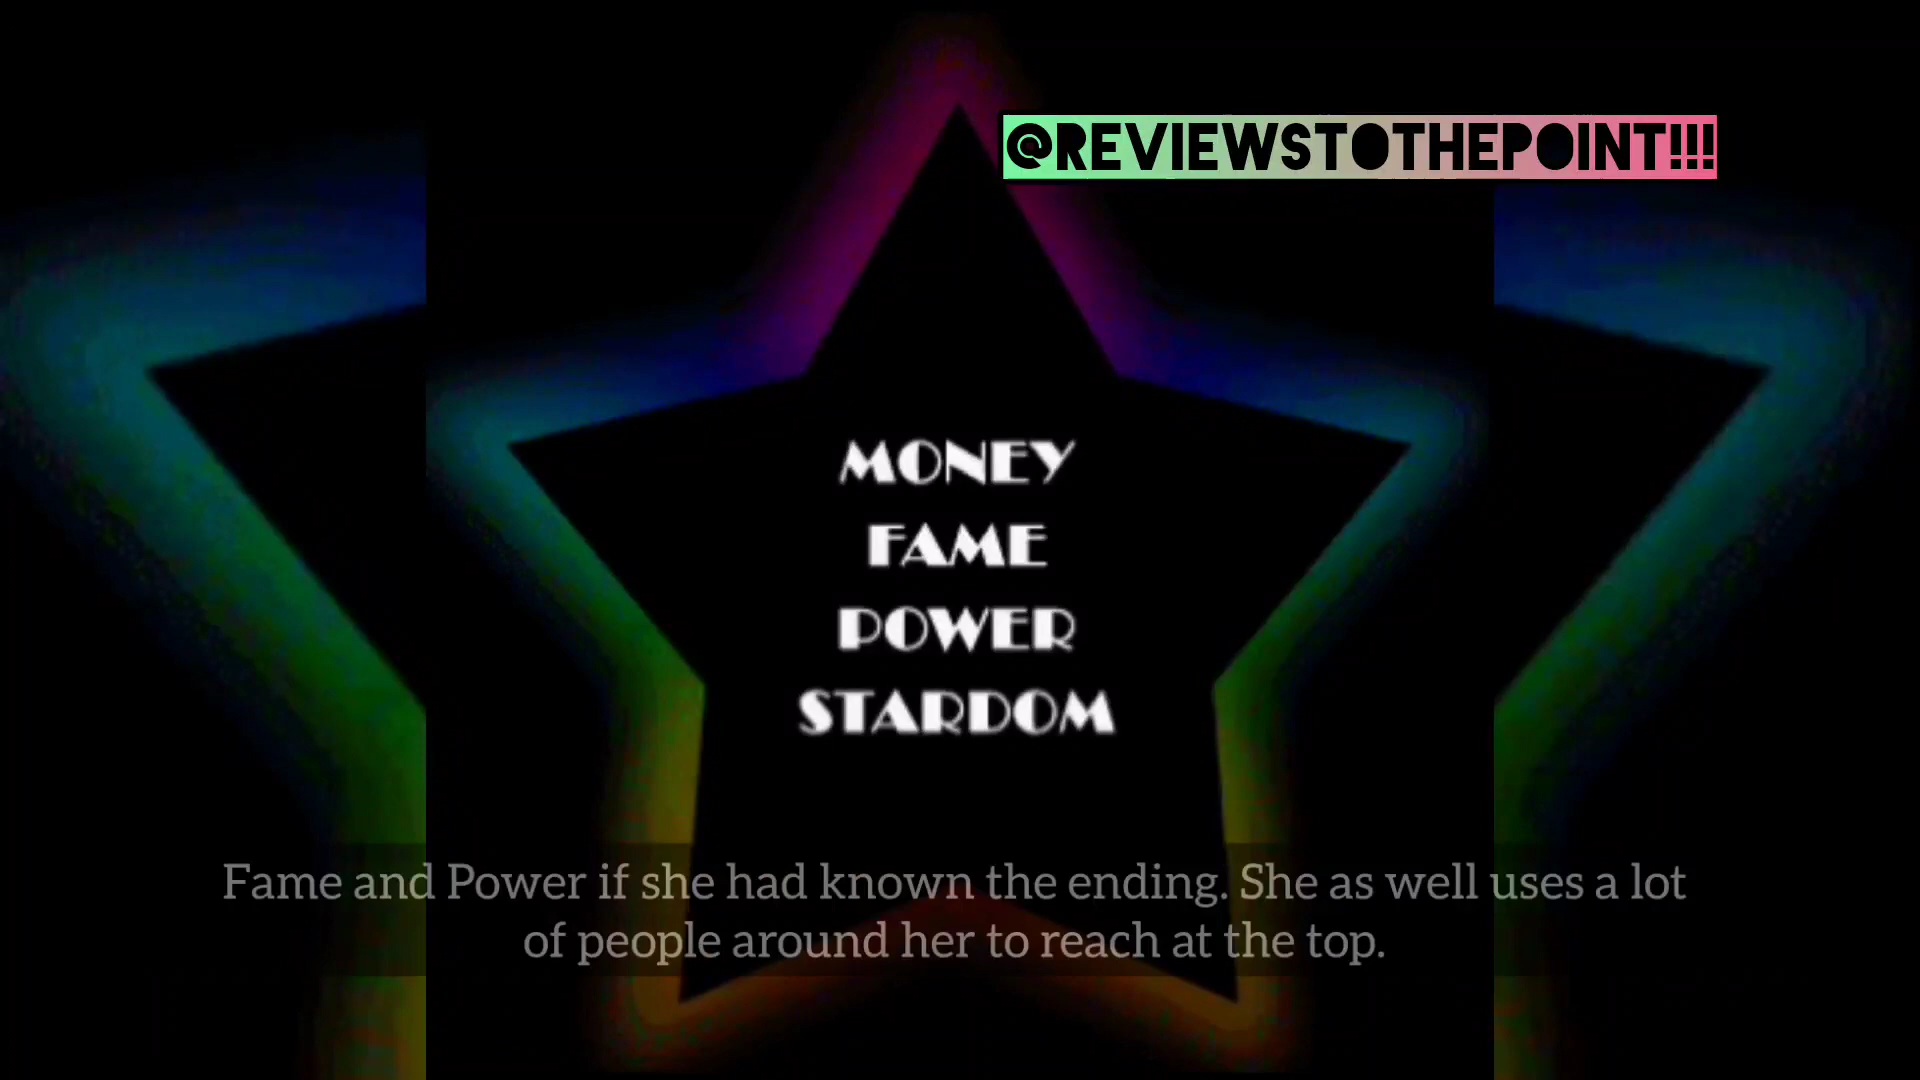 @REVIEWSTOTHEPOINT!!!
MONEY
FAME
POWER
STARDOM
Fame and Power if she had known the ending. She as well uses a lot
of people around her to reach at the top.